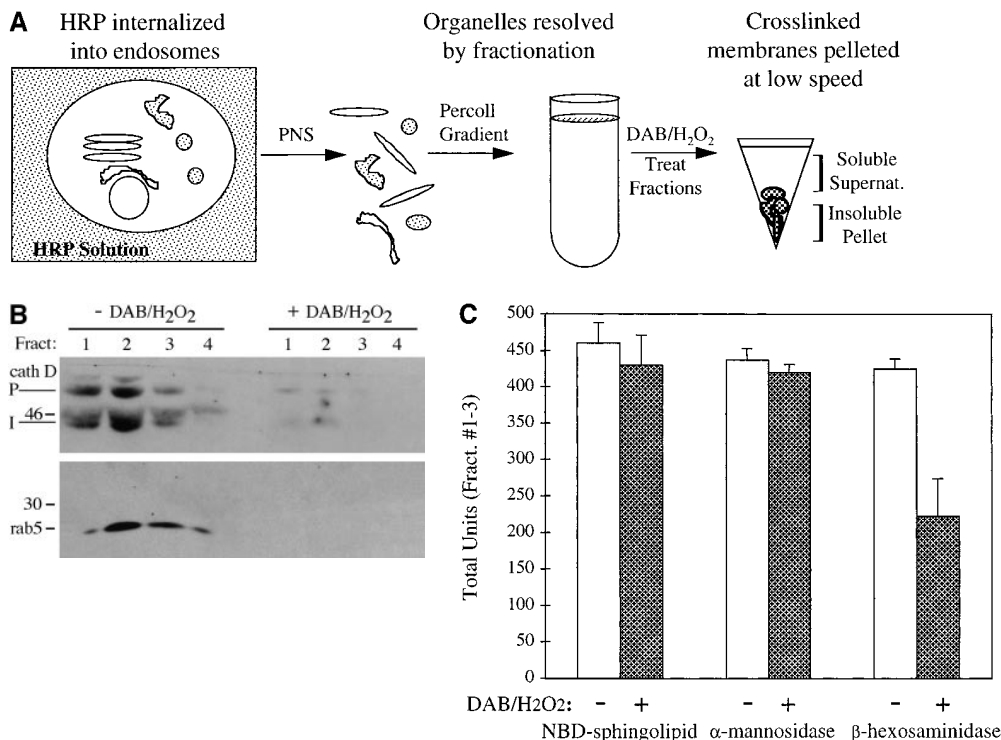 A
HRP internalized
into endosomes
Organelles resolved
by fractionation
Crosslinked
membranes pelleted
at low speed
HRP Solution
PNS
Percoll
Gradient
DAB/H2O2
Treat
Fractions
Soluble
Supernat.
Insoluble
Pellet
B
- DAB/H2O2
+ DAB/H2O2
Fract: 1 2 3 4 1 2 3 4
cath D
P
46
I
30
rab5
C
Total Units (Fract. #1-3)
500
450
400
350
300
250
200
150
100
50
0
DAB/H2O2: - + - + - +
NBD-sphingolipid α-mannosidase β-hexosaminidase